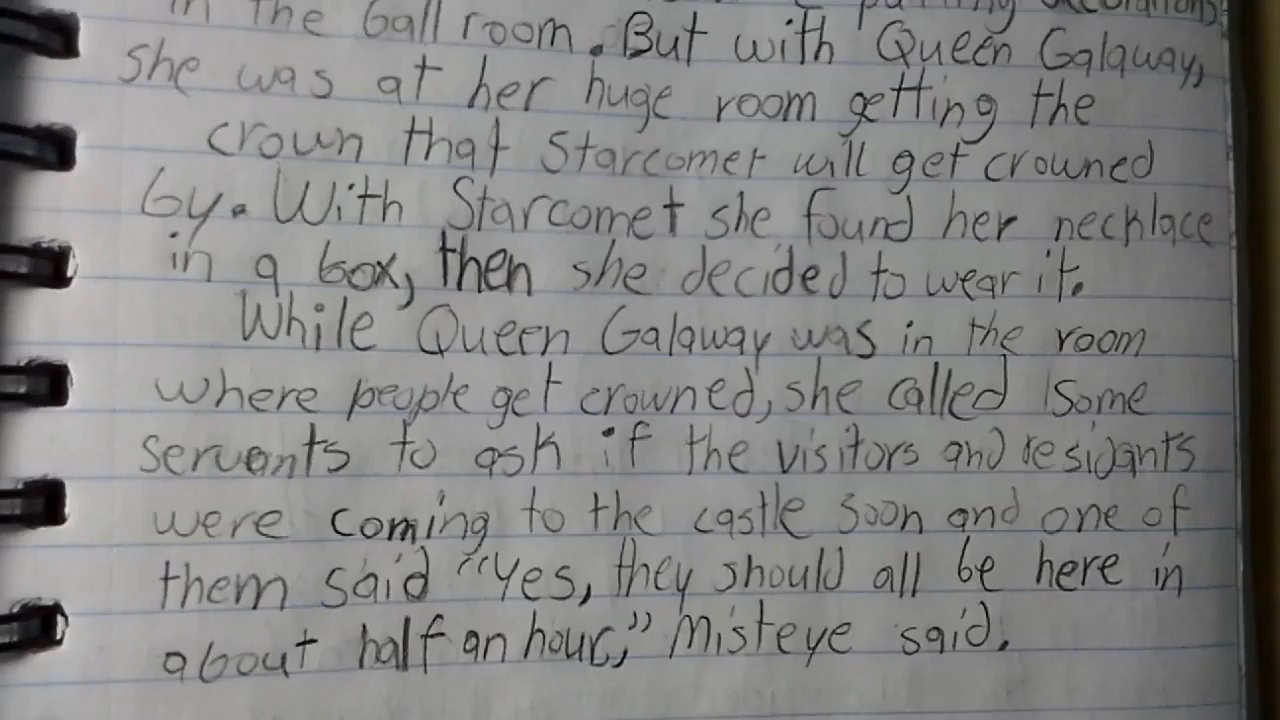 in the ball room. But with Queen Galaway,
she was at her huge room getting the
crown that Starcomet will get crowned
by. With Starcomet she found her necklace
in a box, then she decided to wear it.
While Queen Galaway was in the room
where people get crowned, she called some
servants to ask if the visitors and residants
were coming to the castle soon and one of
them said "Yes, they should all be here in
about half an hour," Misteye said.